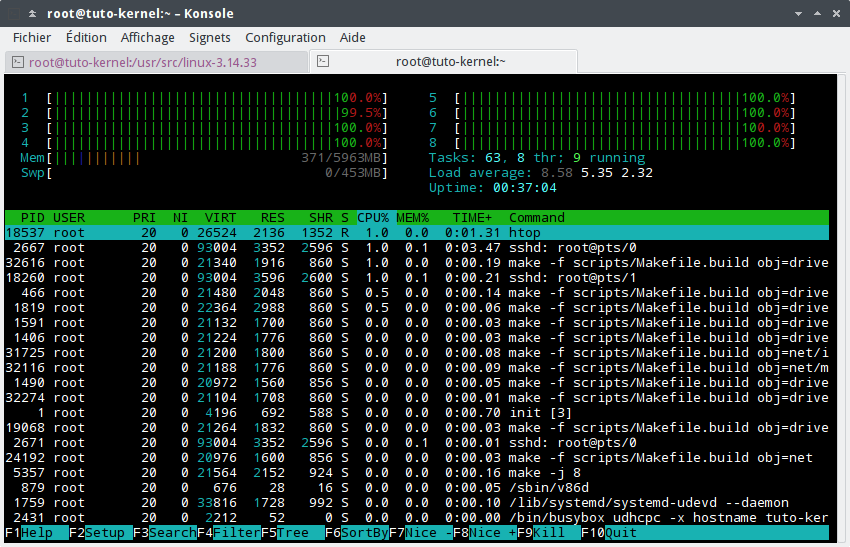 root@tuto-kernel:~ – Konsole
Fichier Édition Affichage Signets Configuration Aide
root@tuto-kernel:/usr/src/linux-3.14.33 root@tuto-kernel:~
1 [||||||||||||||||||||||||||||||||||||100.0%] 5 [||||||||||||||||||||||||||||||||||||100.0%]
2 [|||||||||||||||||||||||||||||||||||||99.5%] 6 [||||||||||||||||||||||||||||||||||||100.0%]
3 [||||||||||||||||||||||||||||||||||||100.0%] 7 [||||||||||||||||||||||||||||||||||||100.0%]
4 [||||||||||||||||||||||||||||||||||||100.0%] 8 [||||||||||||||||||||||||||||||||||||100.0%]
Mem[||||||||||| 371/5963MB] Tasks: 63, 8 thr; 9 running
Swp[ 0/453MB] Load average: 8.58 5.35 2.32
Uptime: 00:37:04
PID USER PRI NI VIRT RES SHR S CPU% MEM% TIME+ Command
18537 root 20 0 26524 2136 1352 R 1.0 0.0 0:01.31 htop
2667 root 20 0 93004 3352 2596 S 1.0 0.1 0:03.47 sshd: root@pts/0
32616 root 20 0 21340 1916 860 S 1.0 0.0 0:00.19 make -f scripts/Makefile.build obj=drive
18260 root 20 0 93004 3596 2600 S 1.0 0.1 0:00.21 sshd: root@pts/1
466 root 20 0 21480 2048 860 S 0.5 0.0 0:00.14 make -f scripts/Makefile.build obj=drive
1819 root 20 0 22364 2988 860 S 0.5 0.0 0:00.06 make -f scripts/Makefile.build obj=drive
1591 root 20 0 21132 1700 860 S 0.0 0.0 0:00.03 make -f scripts/Makefile.build obj=drive
1406 root 20 0 21224 1776 860 S 0.0 0.0 0:00.03 make -f scripts/Makefile.build obj=drive
31725 root 20 0 21200 1800 860 S 0.0 0.0 0:00.08 make -f scripts/Makefile.build obj=net/i
32116 root 20 0 21188 1776 860 S 0.0 0.0 0:00.09 make -f scripts/Makefile.build obj=net/m
1490 root 20 0 20972 1560 856 S 0.0 0.0 0:00.05 make -f scripts/Makefile.build obj=drive
32274 root 20 0 21104 1708 860 S 0.0 0.0 0:00.01 make -f scripts/Makefile.build obj=drive
1 root 20 0 4196 692 588 S 0.0 0.0 0:00.70 init [3]
19068 root 20 0 21264 1832 860 S 0.0 0.0 0:00.03 make -f scripts/Makefile.build obj=drive
2671 root 20 0 93004 3352 2596 S 0.0 0.1 0:00.01 sshd: root@pts/0
24192 root 20 0 20976 1600 856 S 0.0 0.0 0:00.03 make -f scripts/Makefile.build obj=net
5357 root 20 0 21564 2152 924 S 0.0 0.0 0:00.16 make -j 8
879 root 20 0 676 28 16 S 0.0 0.0 0:00.05 /sbin/v86d
1759 root 20 0 33816 1728 992 S 0.0 0.0 0:00.10 /lib/systemd/systemd-udevd --daemon
2431 root 20 0 2212 52 0 S 0.0 0.0 0:00.00 /bin/busybox udhcpc -x hostname tuto-ker
F1Help F2Setup F3SearchF4FilterF5Tree F6SortByF7Nice -F8Nice +F9Kill F10Quit